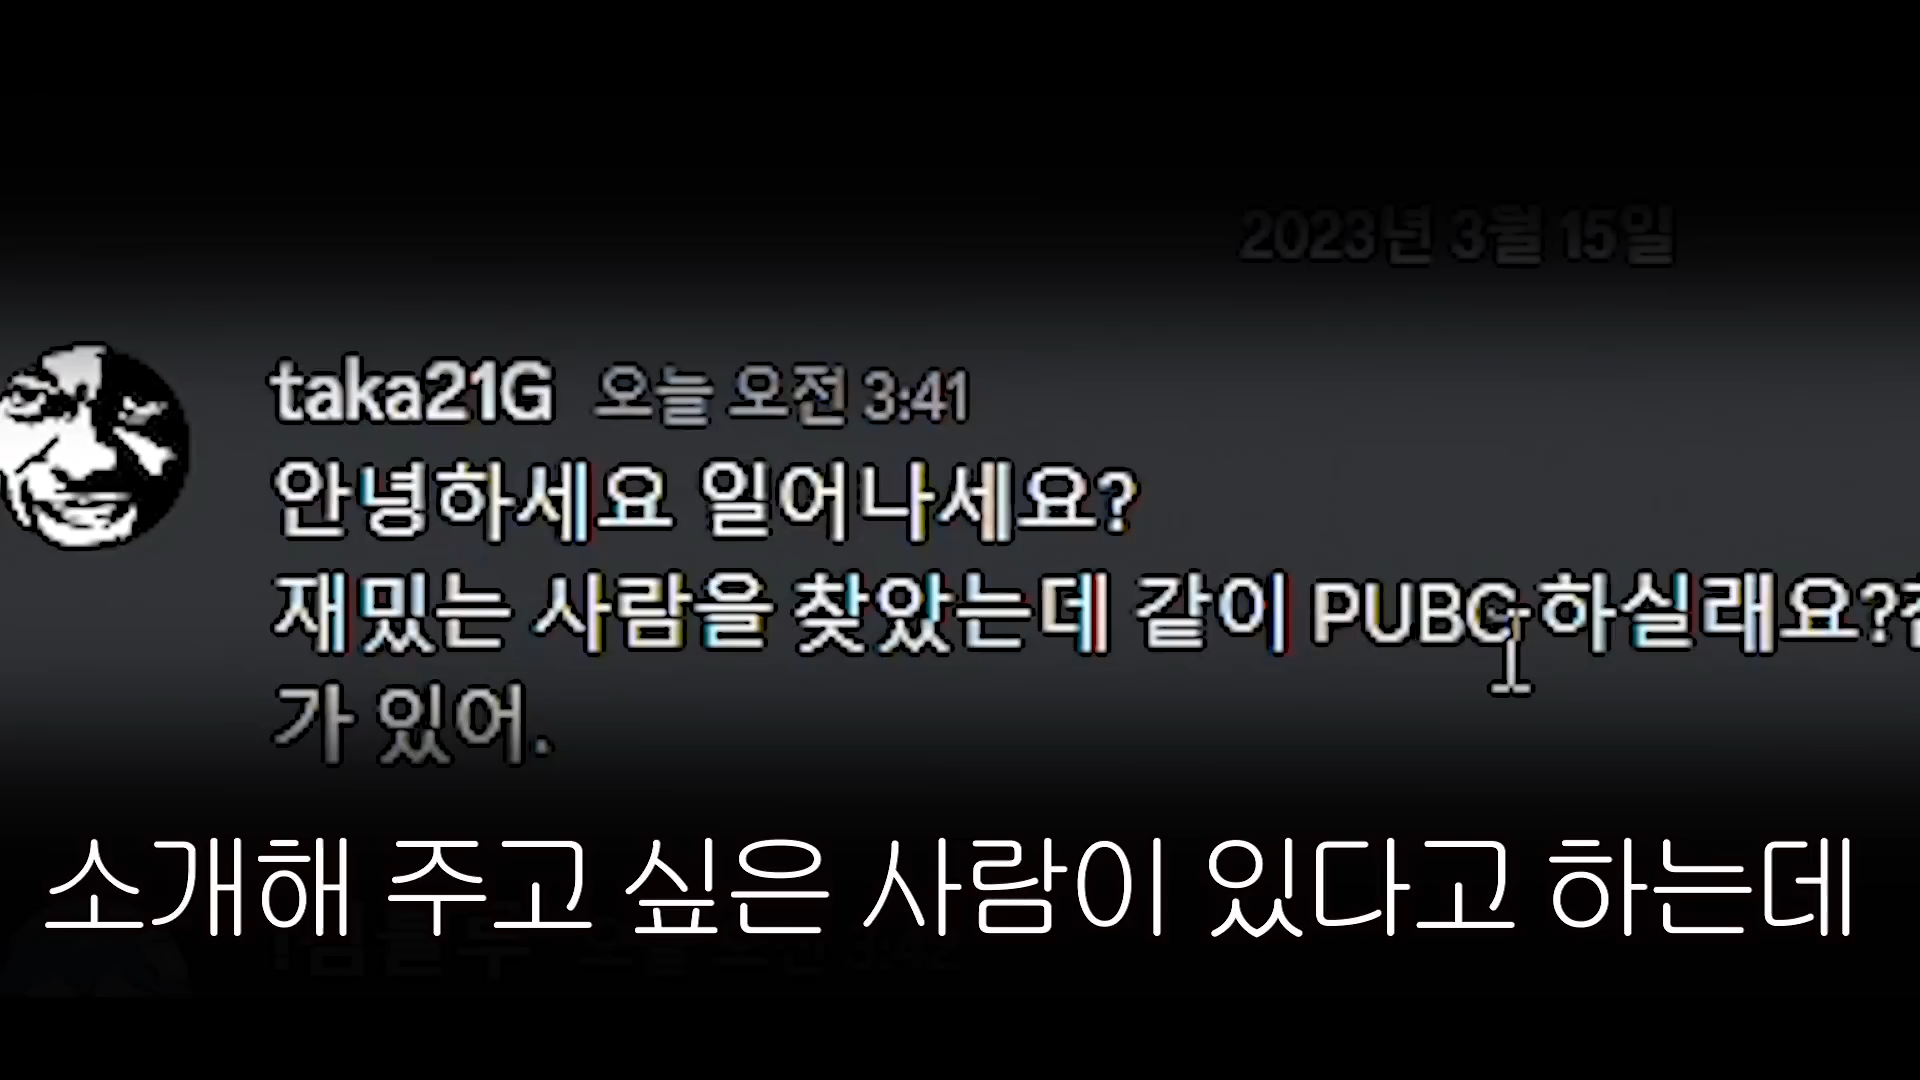 2023년 3월 15일
taka21G 오늘 오전 3:41
안녕하세요 일어나세요?
재밌는 사람을 찾았는데 같이 PUBG 하실래요?
가 있어.
소개해 주고 싶은 사람이 있다고 하는데